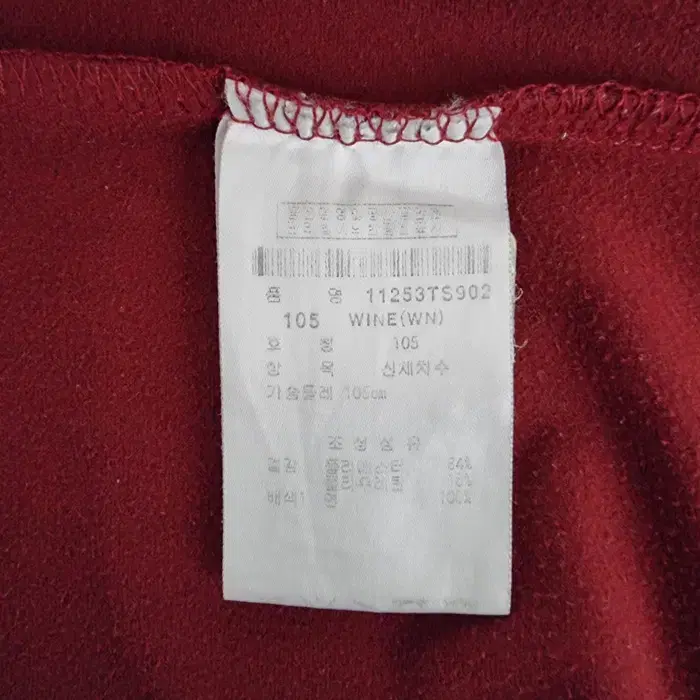 품 명 11253TS902
105 WINE(WN)
호 칭 105
항 목 신체치수
가슴둘레 105cm
조성섬유
겉감 폴리에스터 84%
폴리우레탄 16%
배색1 면 100%